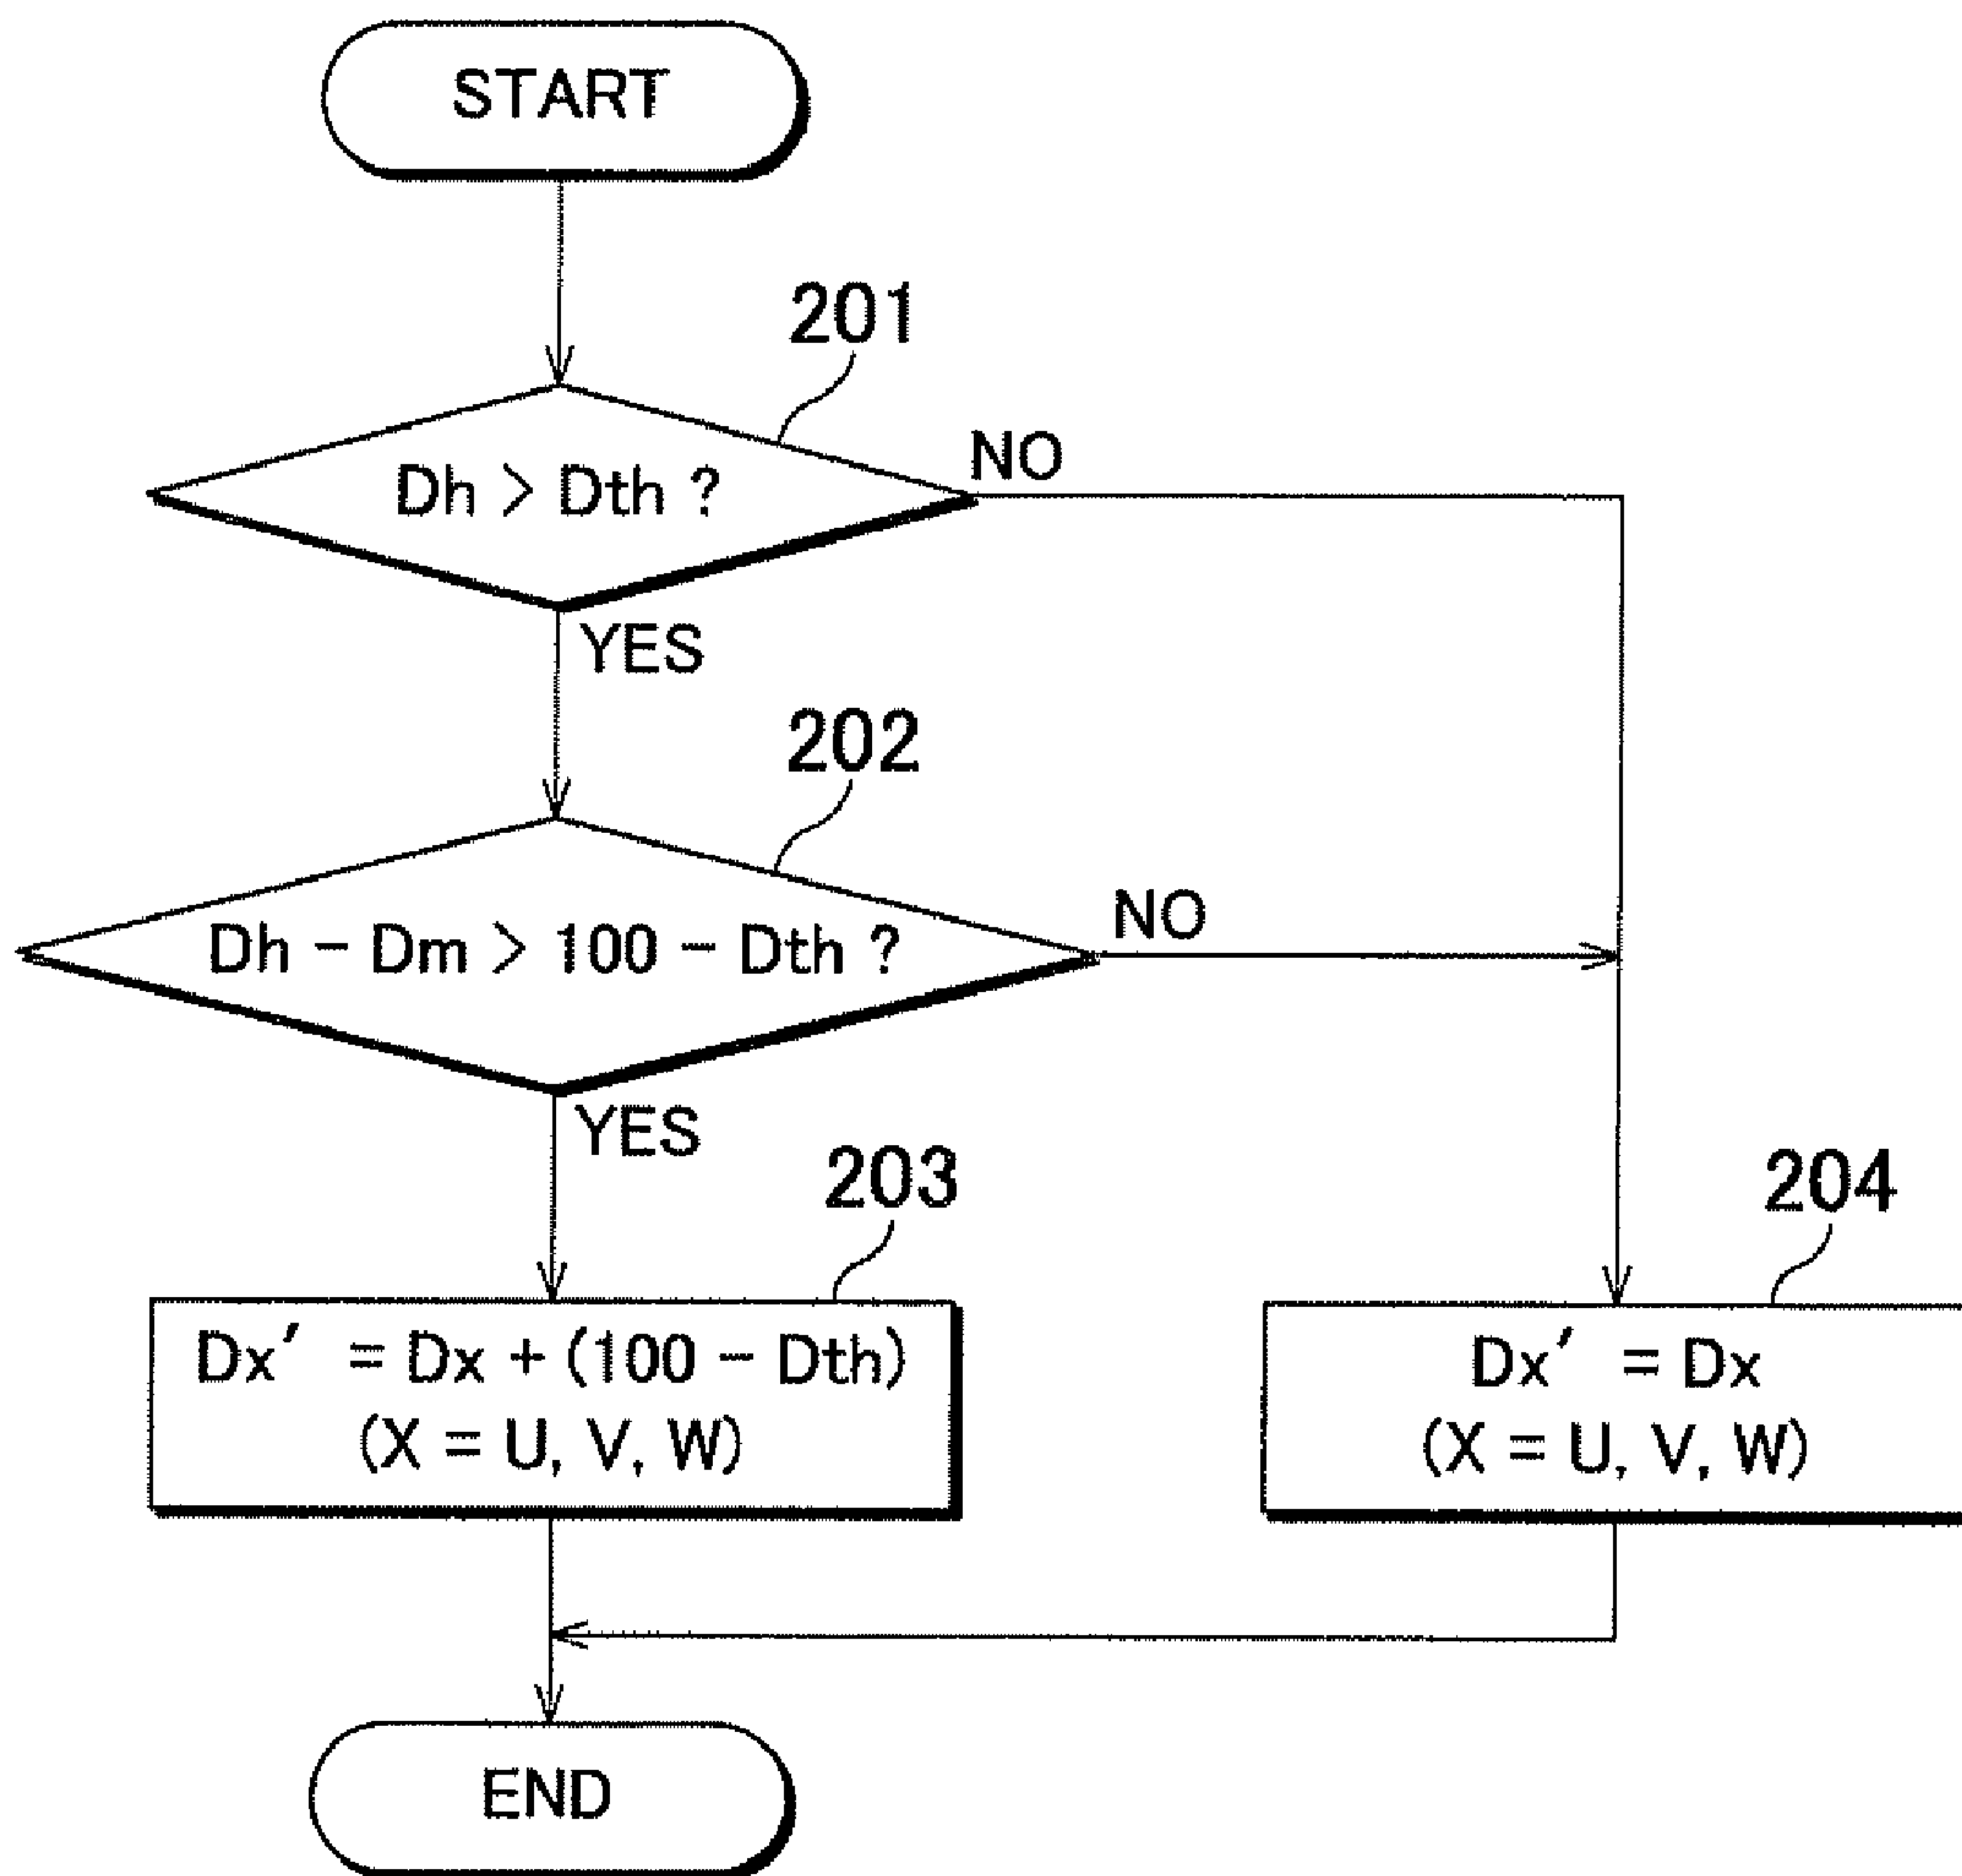 START
201
Dh > Dth ?
NO
YES
202
Dh - Dm > 100 - Dth ?
NO
YES
203
Dx′ = Dx + (100 - Dth)
(X = U, V, W)
204
Dx′ = Dx
(X = U, V, W)
END